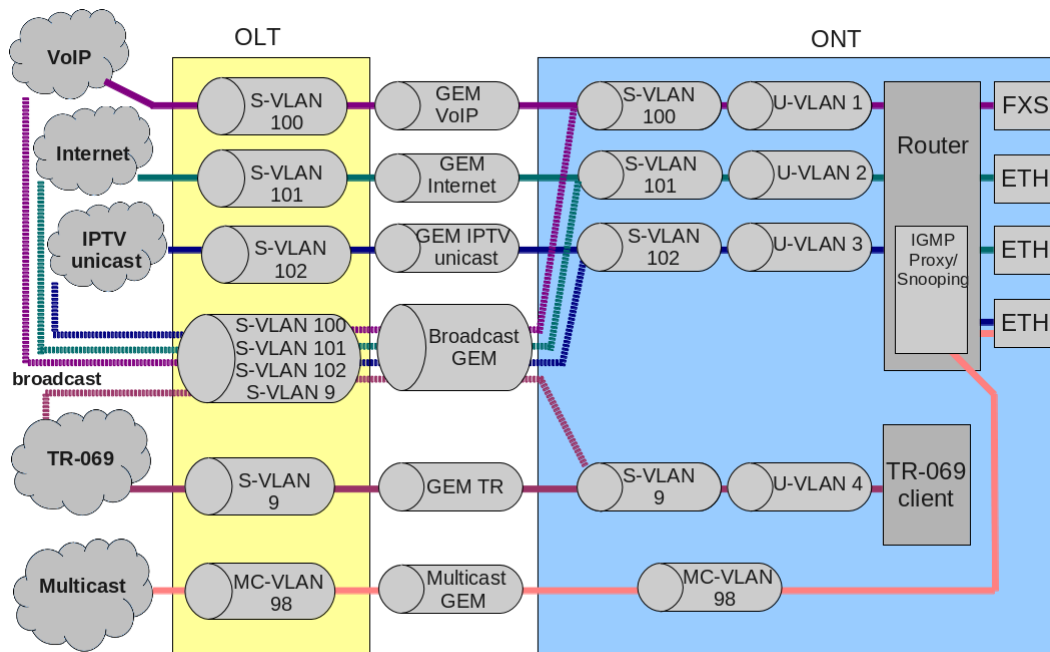 OLT
ONT
VoIP
S-VLAN
100
GEM
VoIP
S-VLAN
100
U-VLAN 1
Router
FXS
Internet
S-VLAN
101
GEM
Internet
S-VLAN
101
U-VLAN 2
ETH
IPTV
unicast
S-VLAN
102
GEM IPTV
unicast
S-VLAN
102
U-VLAN 3
IGMP
Proxy/
Snooping
ETH
S-VLAN 100
S-VLAN 101
S-VLAN 102
S-VLAN 9
Broadcast
GEM
ETH
broadcast
TR-069
S-VLAN
9
GEM TR
S-VLAN
9
U-VLAN 4
TR-069
client
Multicast
MC-VLAN
98
Multicast
GEM
MC-VLAN
98